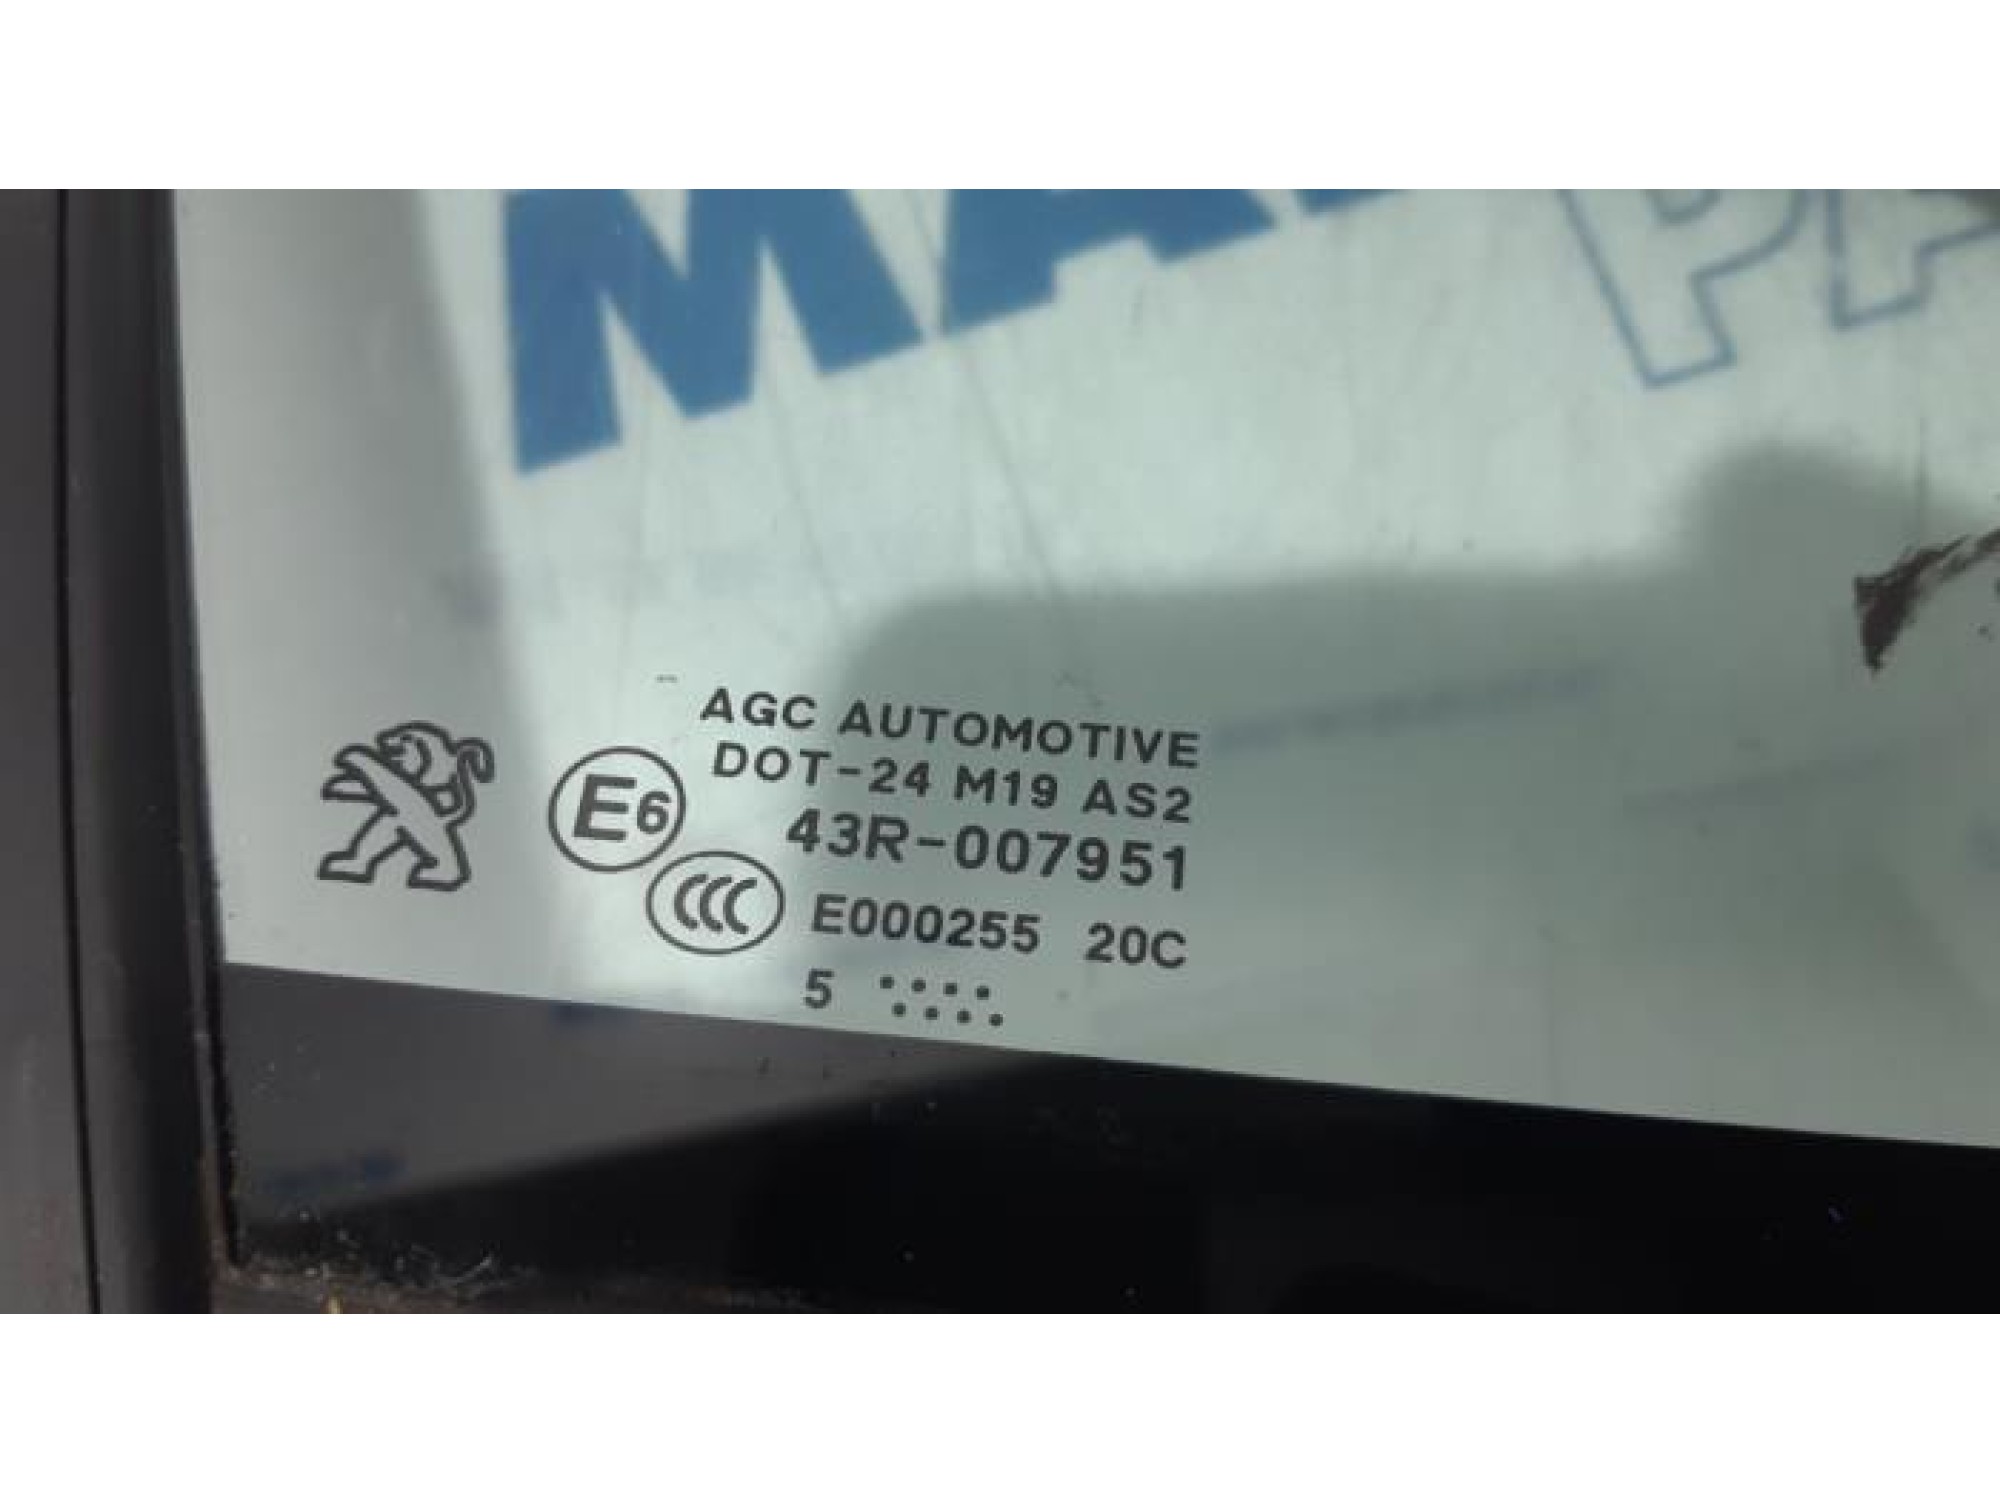 AGC AUTOMOTIVE
DOT-24 M19 AS2
E6
43R-007951
CCC E000255 20C
5